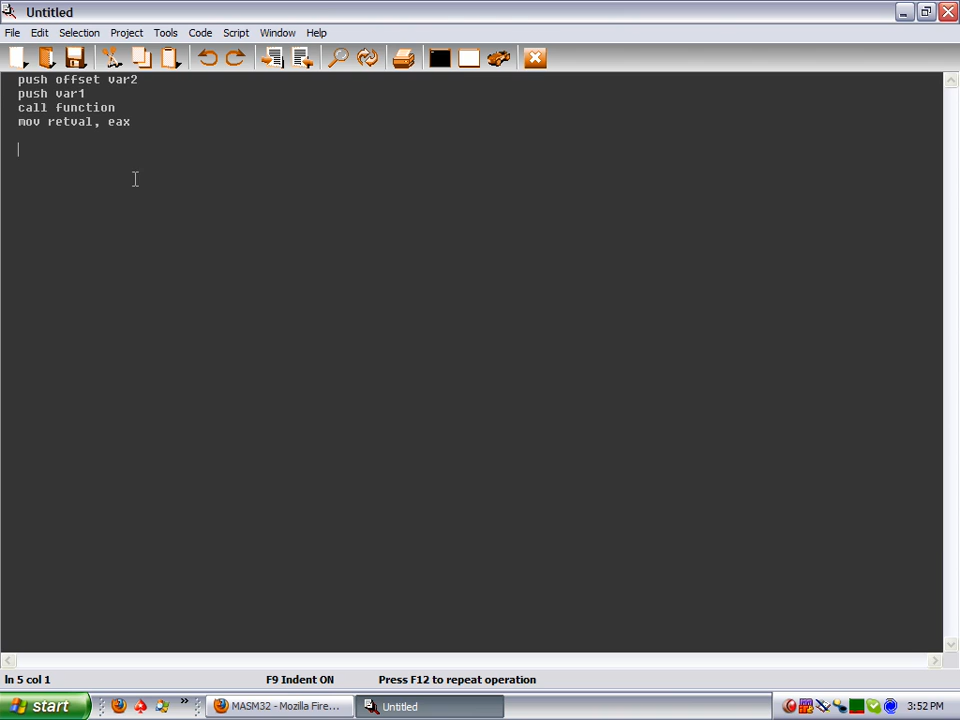 Untitled
File Edit Selection Project Tools Code Script Window Help
push offset var2
push var1
call function
mov retval, eax
ln 5 col 1 F9 Indent ON Press F12 to repeat operation
start » MASM32 - Mozilla Fire... Untitled 3:52 PM